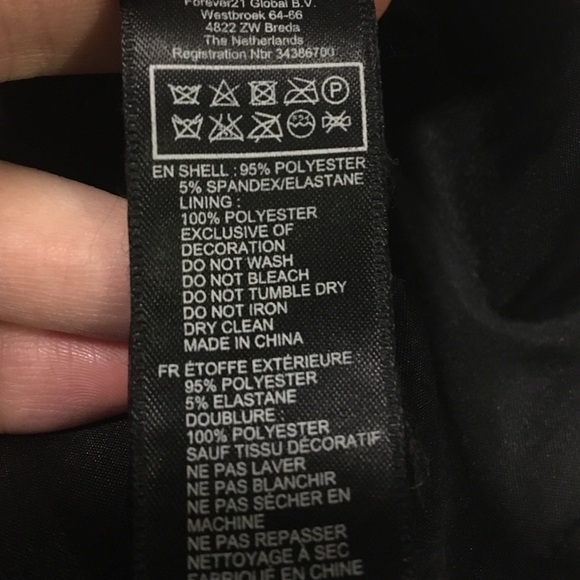 Forever21 Global B.V.
Westbroek 64-66
4822 ZW Breda
The Netherlands
Registration Nbr 34386700
P
EN SHELL : 95% POLYESTER
5% SPANDEX/ELASTANE
LINING :
100% POLYESTER
EXCLUSIVE OF
DECORATION
DO NOT WASH
DO NOT BLEACH
DO NOT TUMBLE DRY
DO NOT IRON
DRY CLEAN
MADE IN CHINA
FR ÉTOFFE EXTÉRIEURE :
95% POLYESTER
5% ELASTANE
DOUBLURE :
100% POLYESTER
SAUF TISSU DÉCORATIF
NE PAS LAVER
NE PAS BLANCHIR
NE PAS SÉCHER EN
MACHINE
NE PAS REPASSER
NETTOYAGE À SEC
FABRIQUÉ EN CHINE